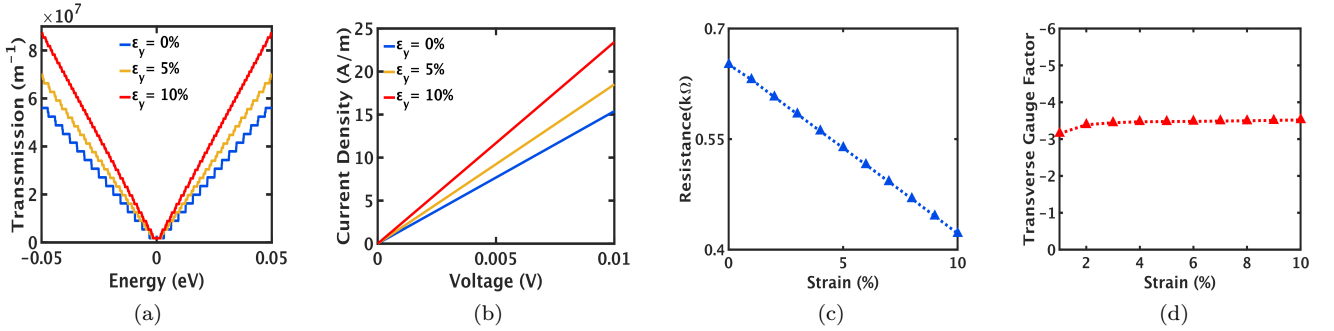 ×10⁷
Transmission (m⁻¹)
8
6
4
2
0
ε_y = 0%
ε_y = 5%
ε_y = 10%
-0.05
0
0.05
Energy (eV)
(a)
Current Density (A/m)
25
20
15
10
5
0
ε_y = 0%
ε_y = 5%
ε_y = 10%
0
0.005
0.01
Voltage (V)
(b)
Resistance(kΩ)
0.7
0.55
0.4
0
5
10
Strain (%)
(c)
Transverse Gauge Factor
−6
−5
−4
−3
−2
−1
0
2
4
6
8
10
Strain (%)
(d)